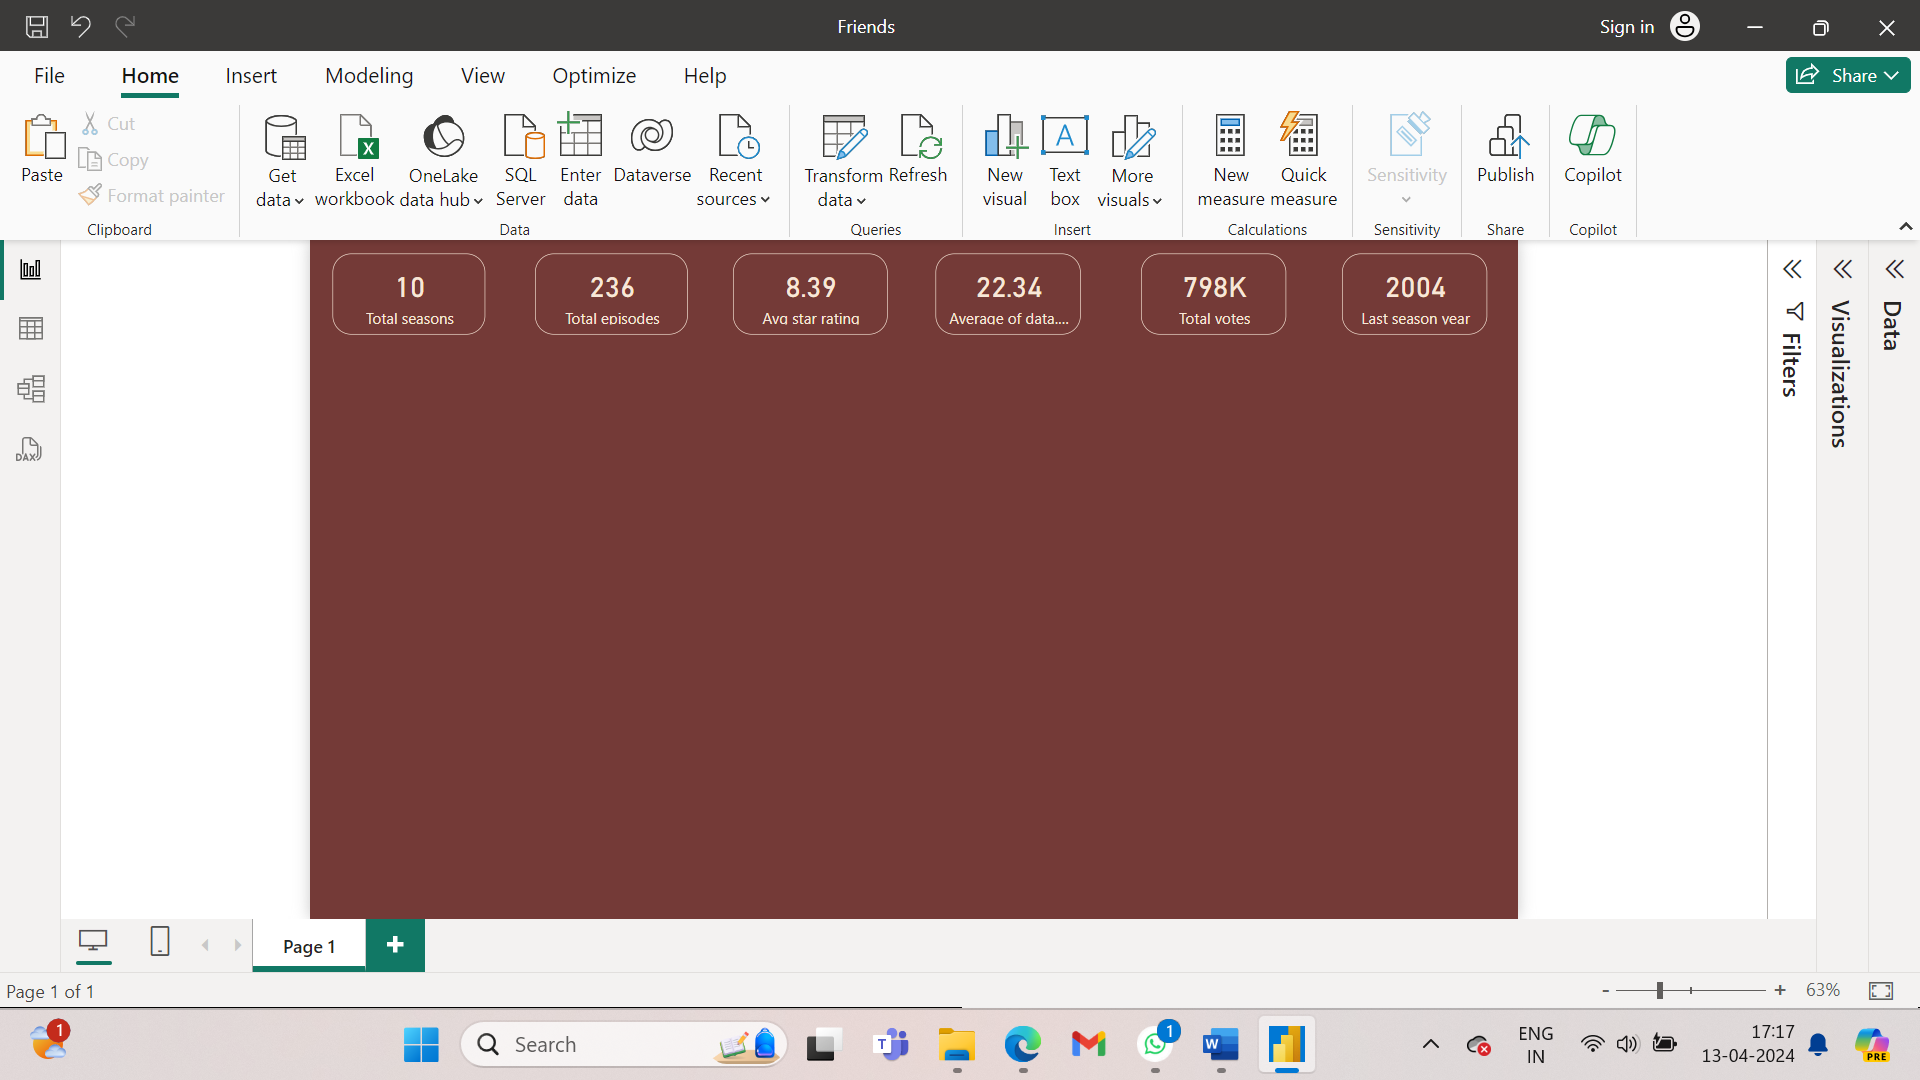 Friends
Sign in
File Home Insert Modeling View Optimize Help
Share
Paste
Cut
Copy
Format painter
Clipboard
Get data
Excel workbook
OneLake data hub
SQL Server
Enter data
Dataverse
Recent sources
Data
Transform data
Refresh
Queries
New visual
A
Text box
More visuals
Insert
New measure
Quick measure
Calculations
Sensitivity
Sensitivity
Publish
Share
Copilot
Copilot
DAX
10
Total seasons
236
Total episodes
8.39
Avg star rating
22.34
Average of data....
798K
Total votes
2004
Last season year
Filters
Visualizations
Data
Page 1
+
Page 1 of 1
- + 63%
1
Search
T
1
W
ENG
IN
17:17
13-04-2024
PRE